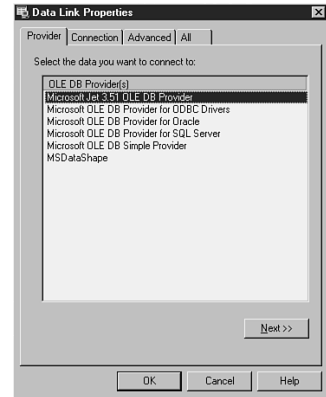 Data Link Properties
Provider Connection Advanced All
Select the data you want to connect to:
OLE DB Provider(s)
Microsoft Jet 3.51 OLE DB Provider
Microsoft OLE DB Provider for ODBC Drivers
Microsoft OLE DB Provider for Oracle
Microsoft OLE DB Provider for SQL Server
Microsoft OLE DB Simple Provider
MSDataShape
Next >>
OK Cancel Help